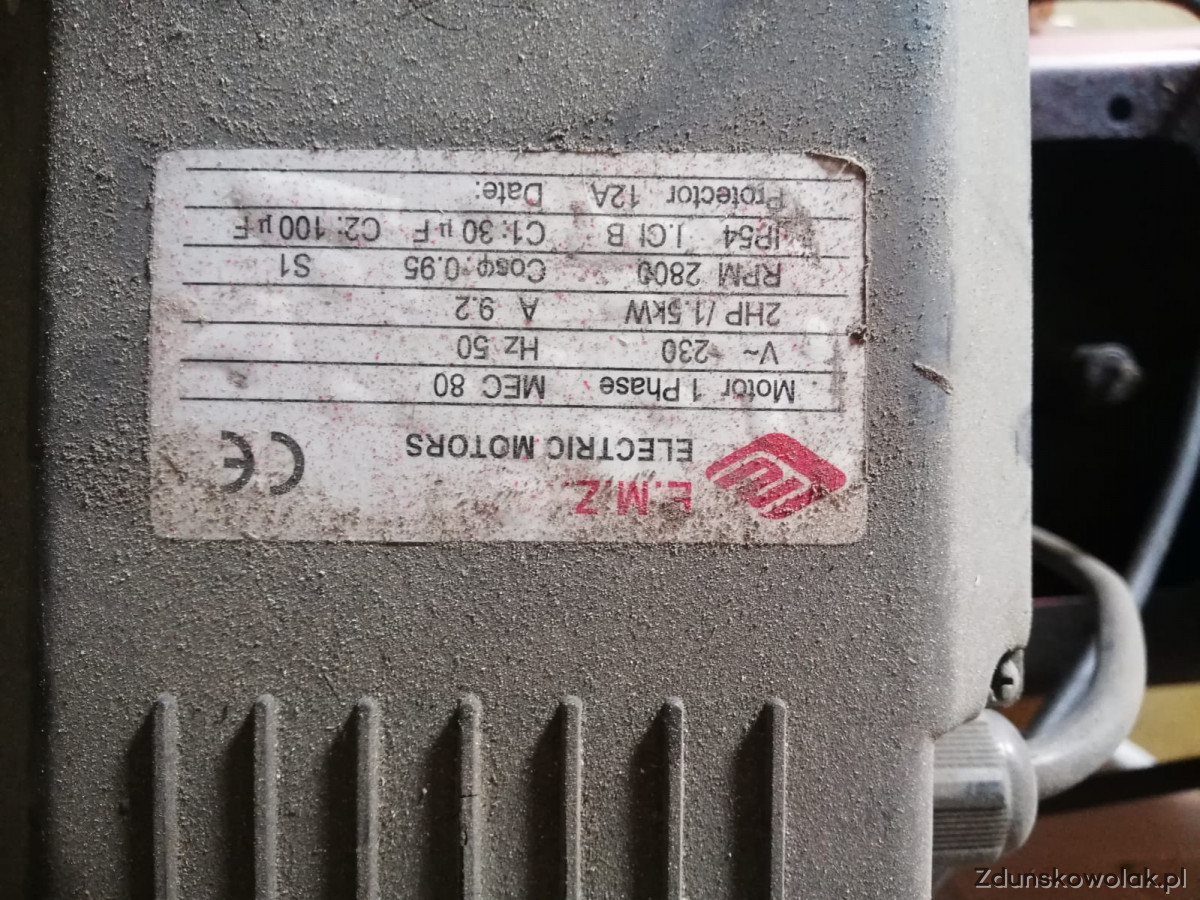 E.M.Z.
ELECTRIC MOTORS CE
Motor 1 Phase MEC 80
V~ 230 Hz 50
2HP /1.5kW A 9.2
RPM 2800 Cosφ:0.95 S1
IP54 I.Cl B C1: 30 μF C2: 100 μF
Protector 12A Date:
Zdunskowolak.pl